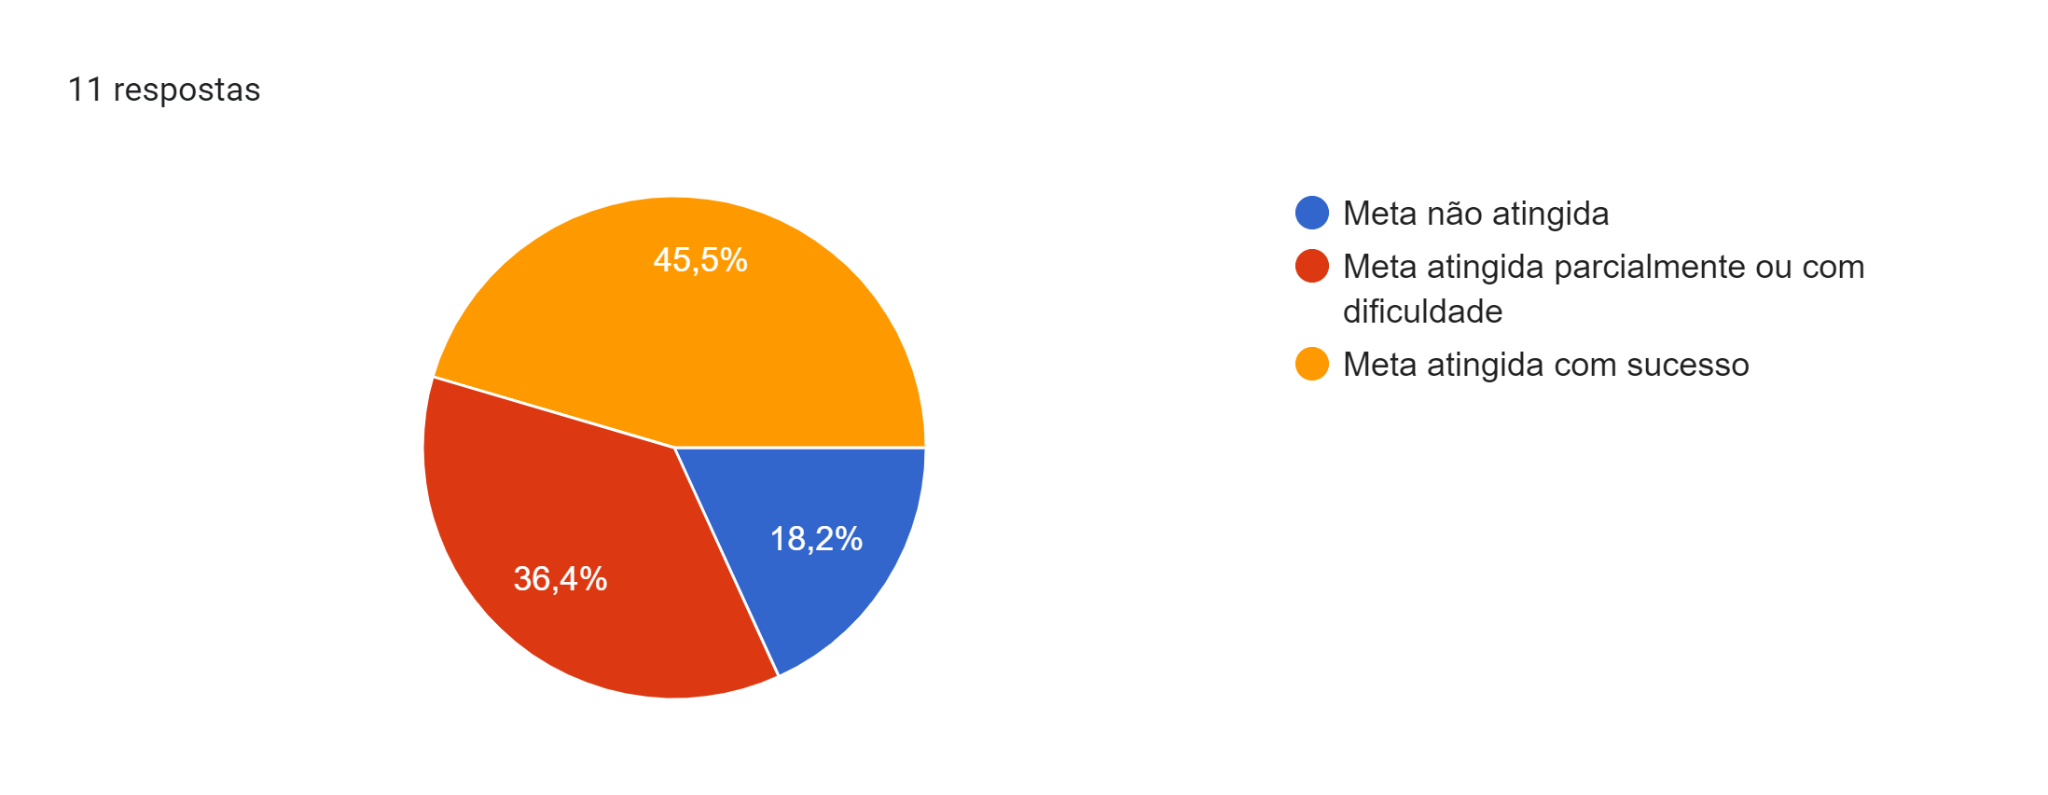 11 respostas
45,5%
36,4%
18,2%
Meta não atingida
Meta atingida parcialmente ou com
dificuldade
Meta atingida com sucesso